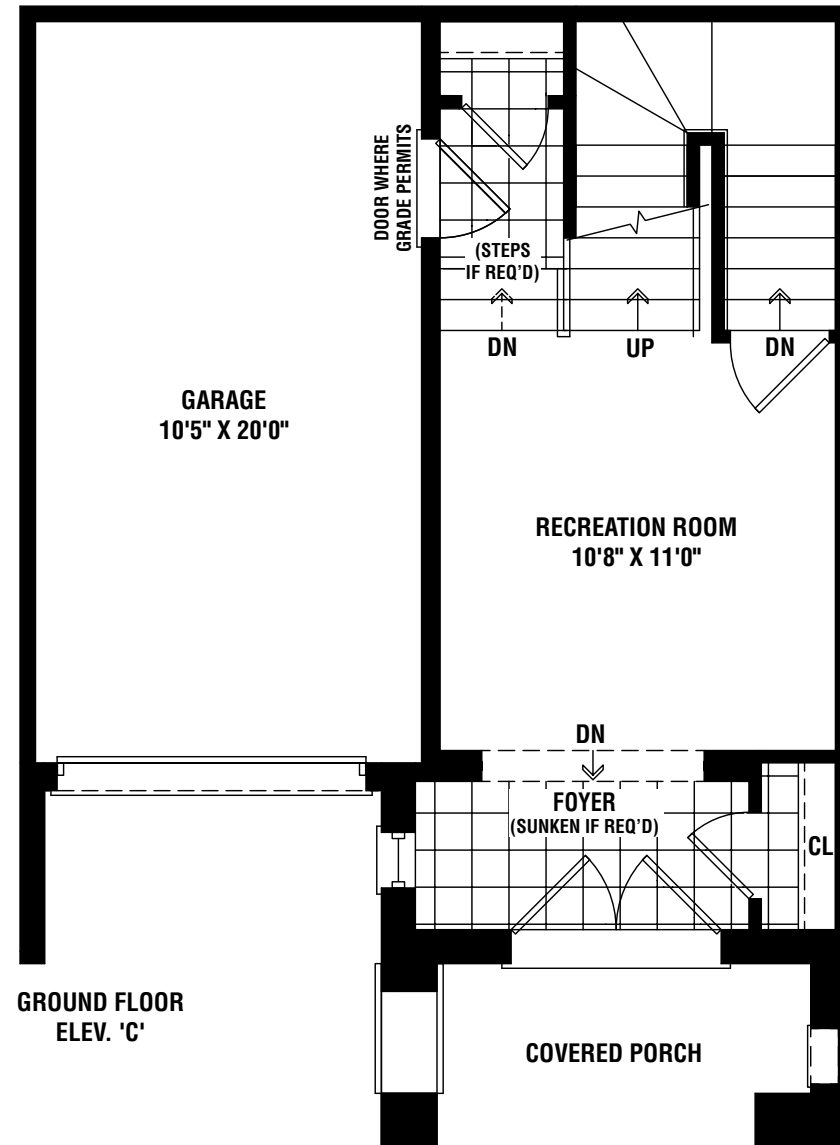 DOOR WHERE
GRADE PERMITS
(STEPS
IF REQ'D)
DN
UP
DN
GARAGE
10'5" X 20'0"
RECREATION ROOM
10'8" X 11'0"
DN
FOYER
(SUNKEN IF REQ'D)
CL
GROUND FLOOR
ELEV. 'C'
COVERED PORCH